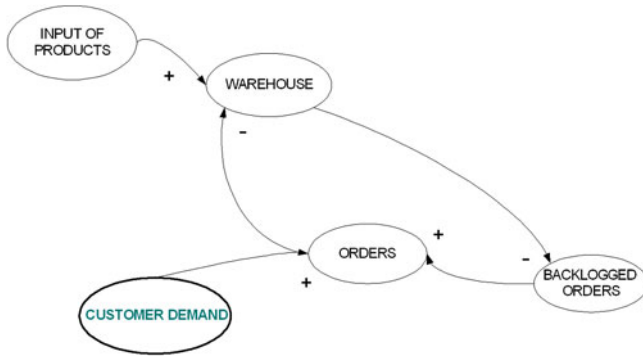 INPUT OF
PRODUCTS
+
WAREHOUSE
-
ORDERS
+
+
-
BACKLOGGED
ORDERS
CUSTOMER DEMAND